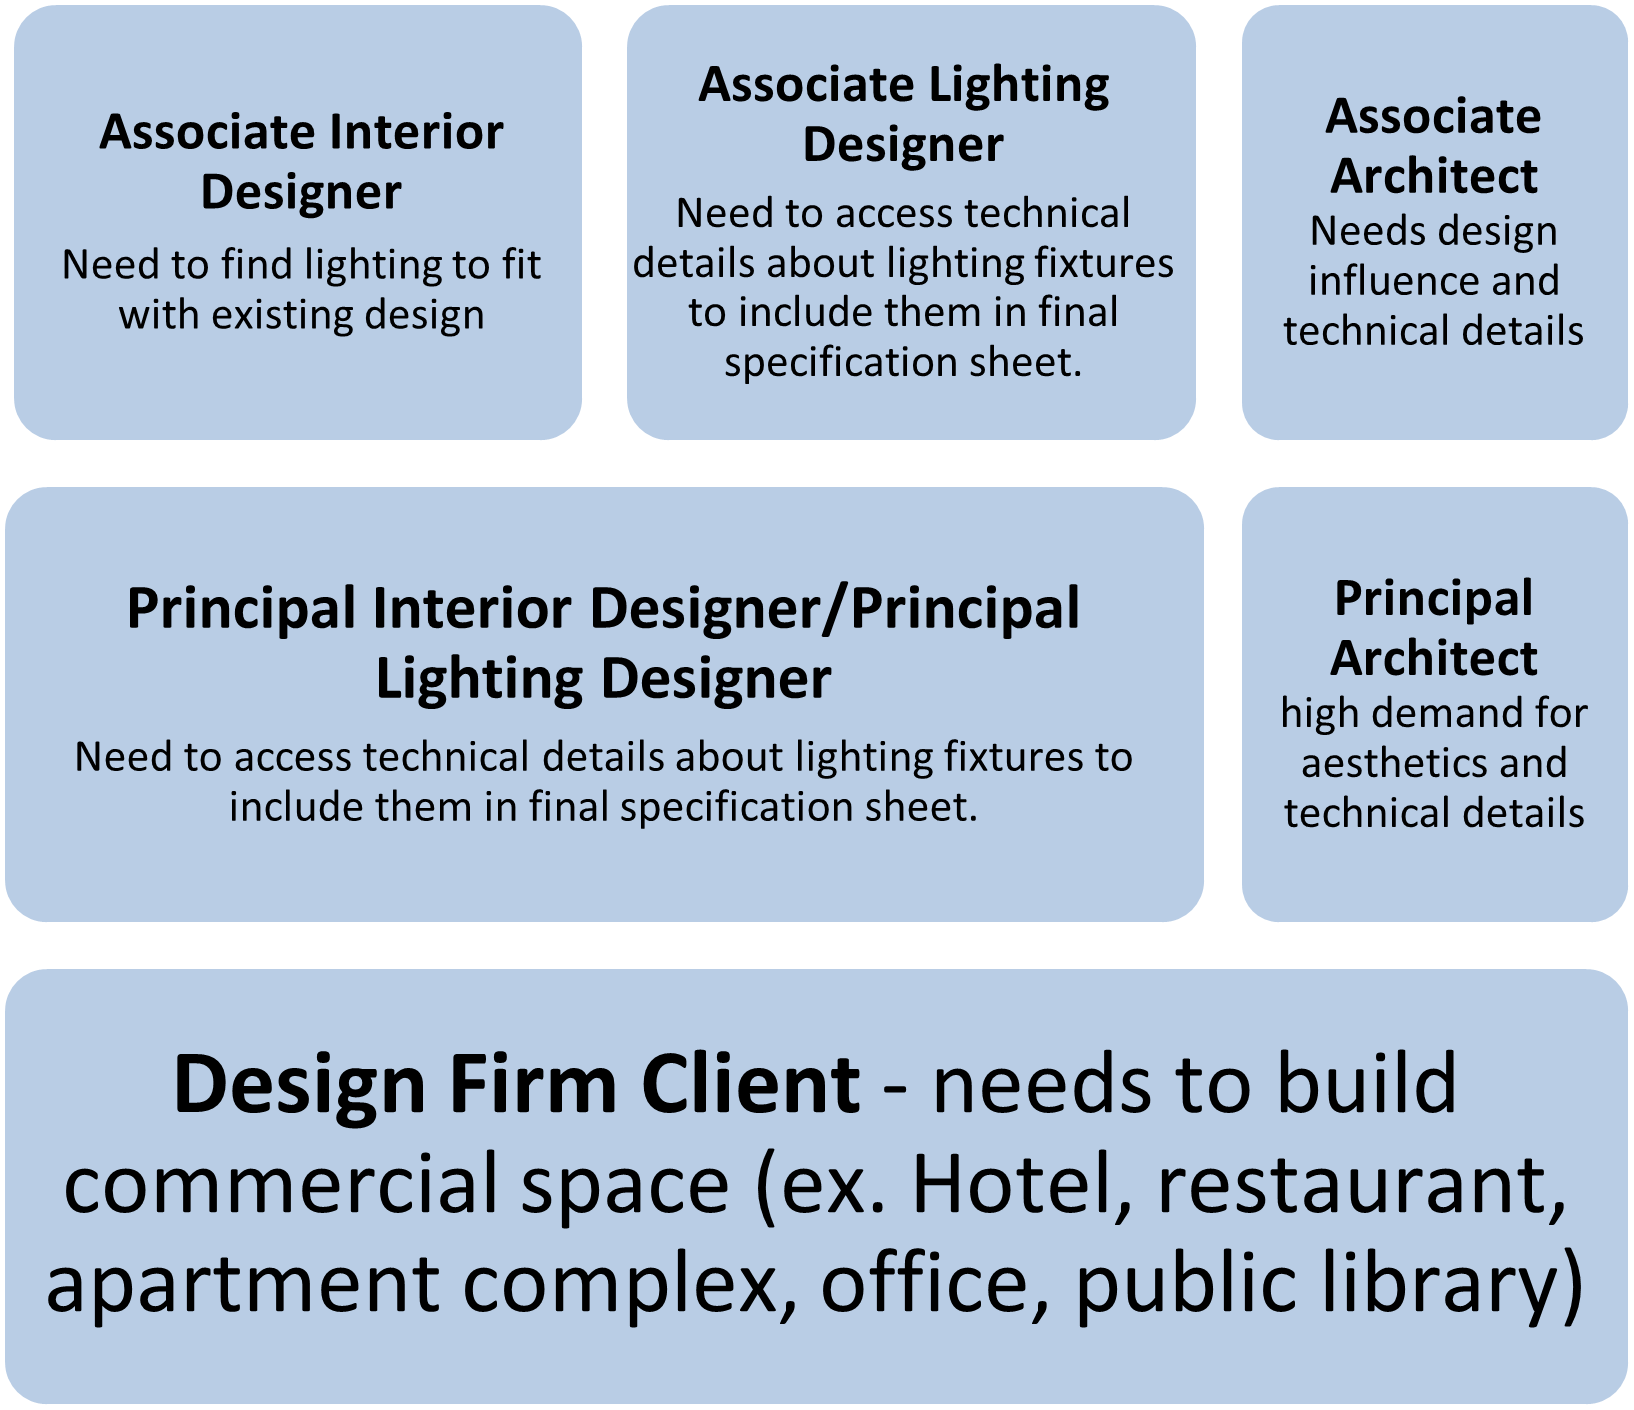 Associate Interior
Designer
Need to find lighting to fit
with existing design
Associate Lighting
Designer
Need to access technical
details about lighting fixtures
to include them in final
specification sheet.
Associate
Architect
Needs design
influence and
technical details
Principal Interior Designer/Principal
Lighting Designer
Need to access technical details about lighting fixtures to
include them in final specification sheet.
Principal
Architect
high demand for
aesthetics and
technical details
Design Firm Client - needs to build
commercial space (ex. Hotel, restaurant,
apartment complex, office, public library)